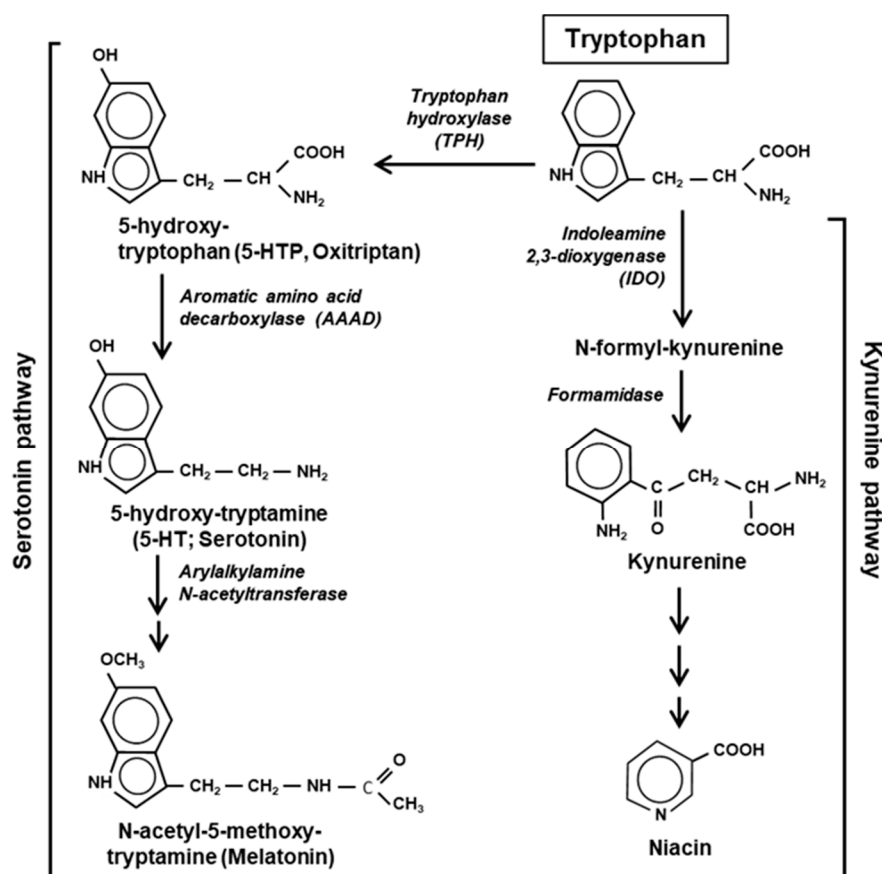 Tryptophan
OH
NH
CH₂
CH
COOH
NH₂
5-hydroxy-
tryptophan (5-HTP, Oxitriptan)
Tryptophan
hydroxylase
(TPH)
NH
CH₂
CH
COOH
NH₂
Aromatic amino acid
decarboxylase (AAAD)
Indoleamine
2,3-dioxygenase
(IDO)
N-formyl-kynurenine
Formamidase
OH
NH
CH₂
CH₂
NH₂
5-hydroxy-tryptamine
(5-HT; Serotonin)
NH₂
C
O
CH₂
CH
NH₂
COOH
Kynurenine
Arylalkylamine
N-acetyltransferase
OCH₃
NH
CH₂
CH₂
NH
C
O
CH₃
N-acetyl-5-methoxy-
tryptamine (Melatonin)
COOH
N
Niacin
Serotonin pathway
Kynurenine pathway